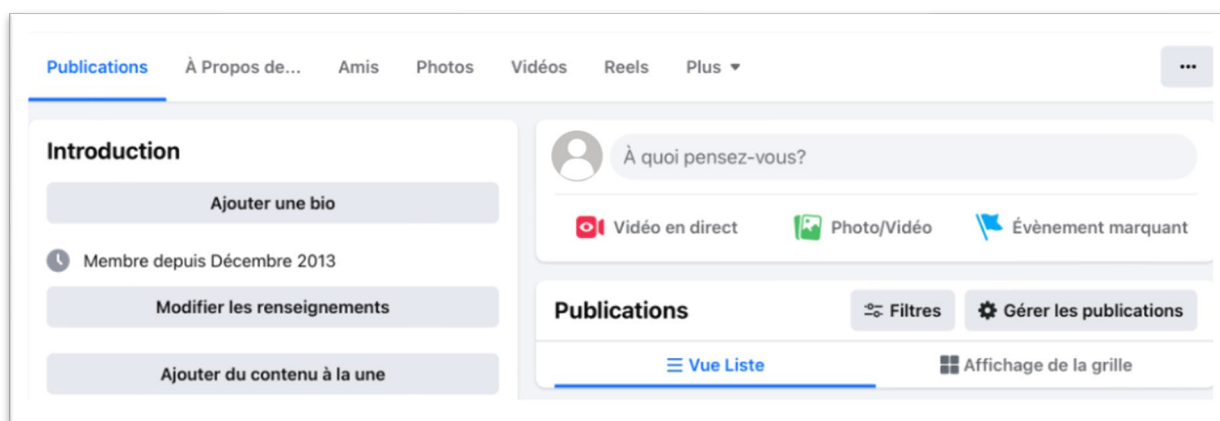 Publications À Propos de... Amis Photos Vidéos Reels Plus
Introduction
Ajouter une bio
Membre depuis Décembre 2013
Modifier les renseignements
Ajouter du contenu à la une
À quoi pensez-vous?
Vidéo en direct Photo/Vidéo Évènement marquant
Publications Filtres Gérer les publications
Vue Liste Affichage de la grille